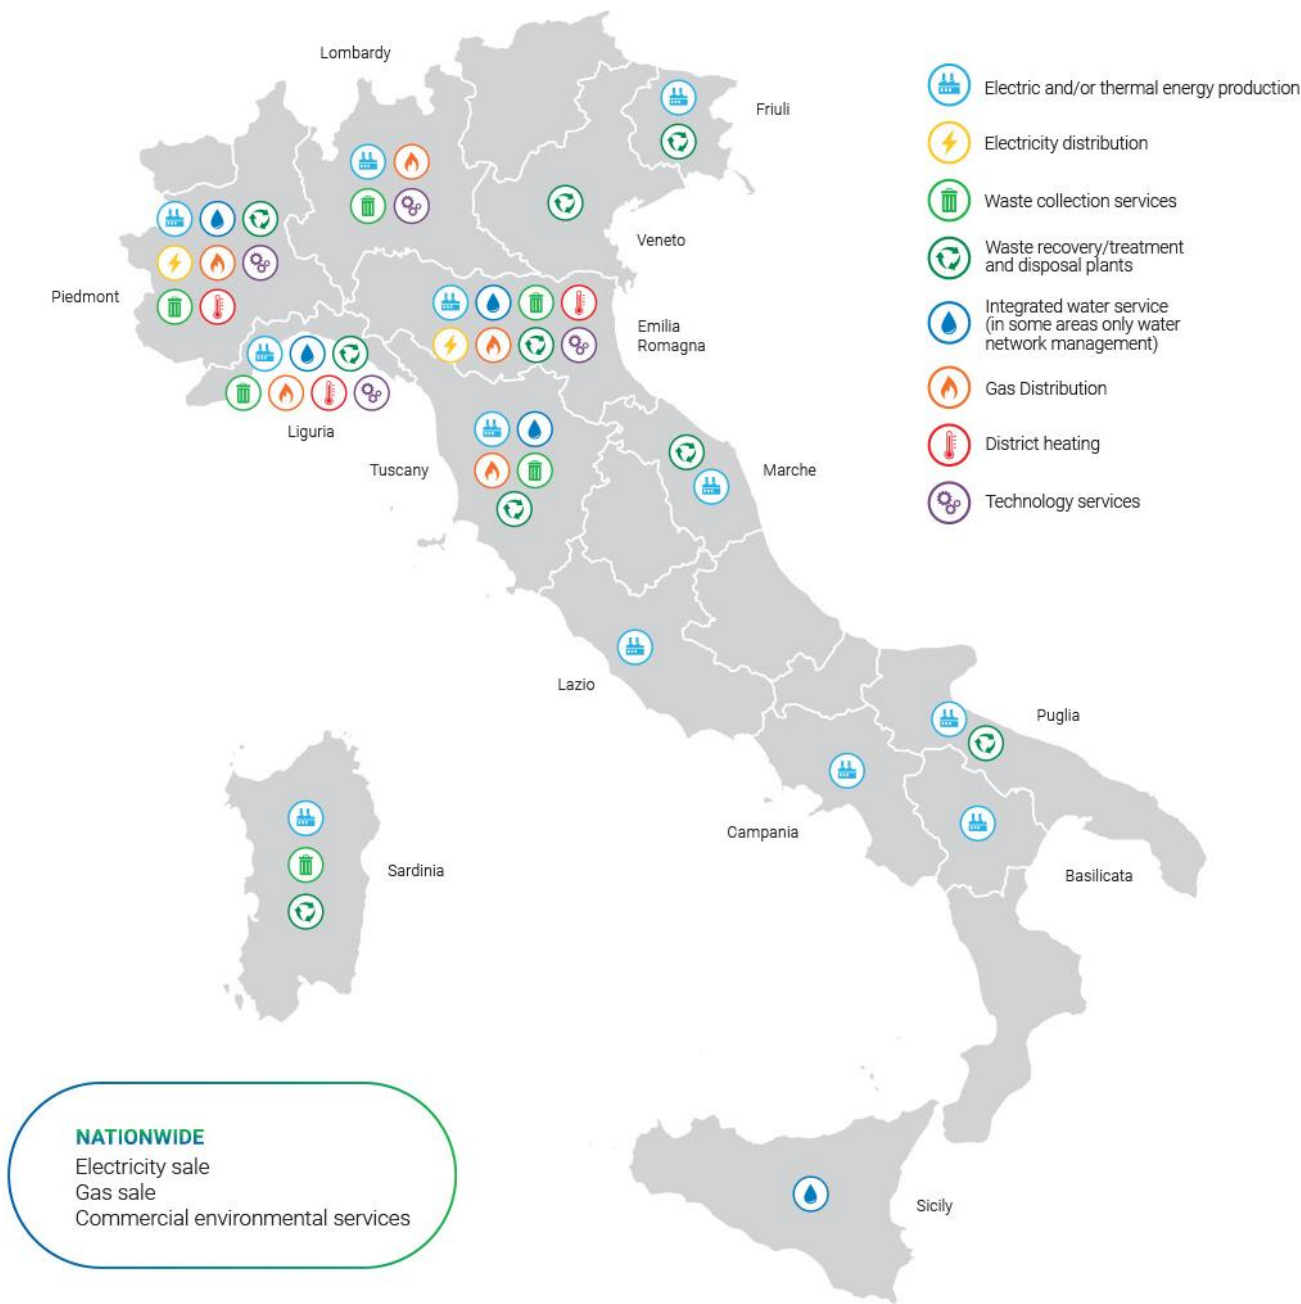 Lombardy
Friuli
Veneto
Piedmont
Emilia
Romagna
Liguria
Tuscany
Marche
Lazio
Puglia
Campania
Basilicata
Sardinia
Sicily
Electric and/or thermal energy production
Electricity distribution
Waste collection services
Waste recovery/treatment
and disposal plants
Integrated water service
(in some areas only water
network management)
Gas Distribution
District heating
Technology services
NATIONWIDE
Electricity sale
Gas sale
Commercial environmental services